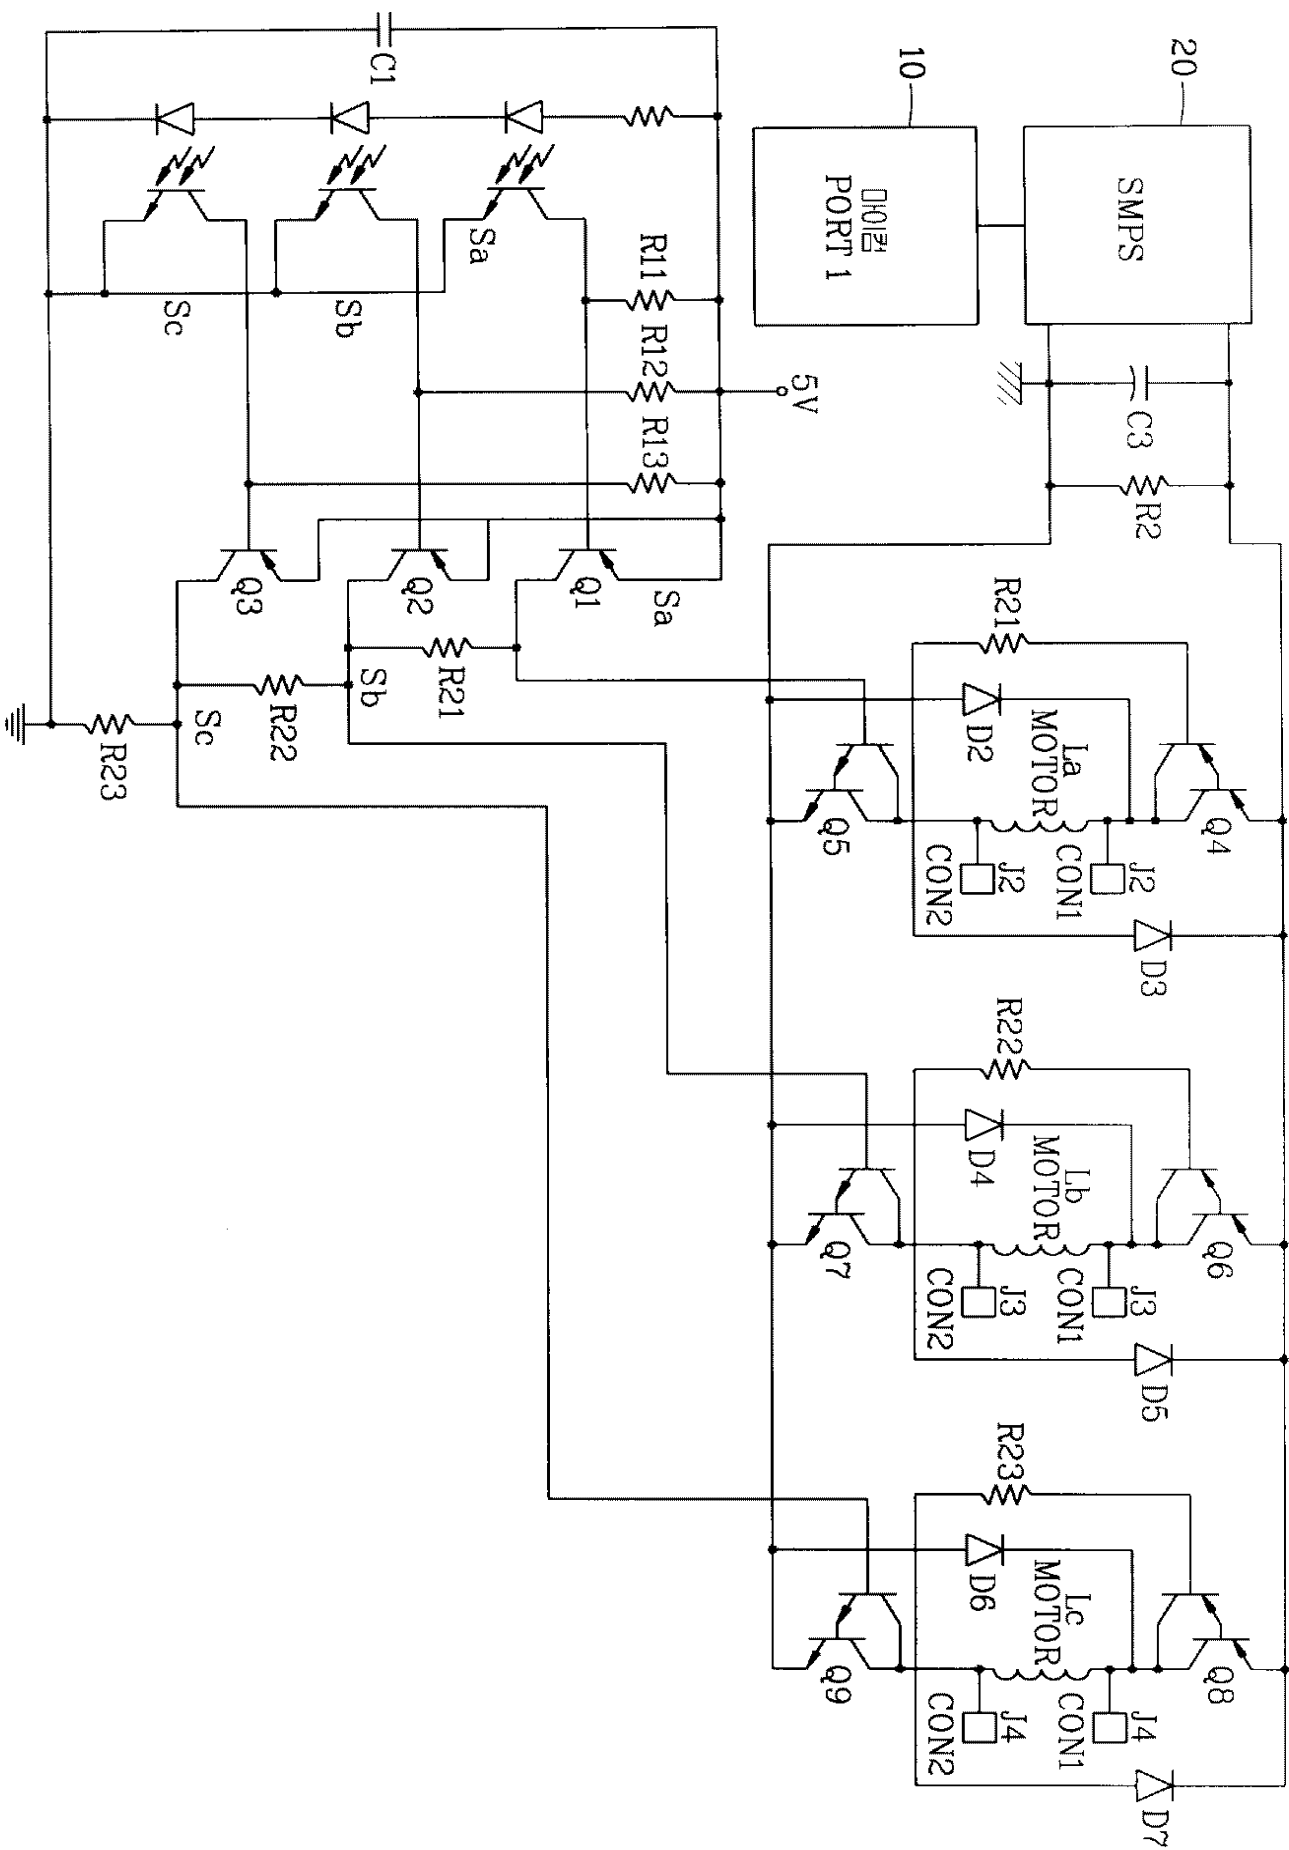 20
SMPS
10
마이컴
PORT 1
C3
R2
C1
Sa
Sb
Sc
R11
R12
R13
5V
Q1
Q2
Q3
Sa
Sb
Sc
R21
R22
R23
R21
D2
La
MOTOR
Q4
Q5
J2
CON1
J2
CON2
D3
R22
D4
Lb
MOTOR
Q6
Q7
J3
CON1
J3
CON2
D5
R23
D6
Lc
MOTOR
Q8
Q9
J4
CON1
J4
CON2
D7